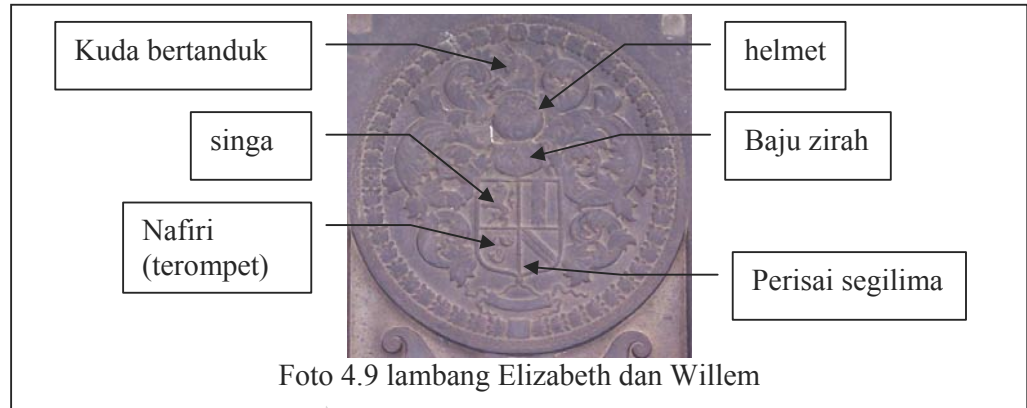 Kuda bertanduk
helmet
singa
Baju zirah
Nafiri
(terompet)
Perisai segilima
Foto 4.9 lambang Elizabeth dan Willem